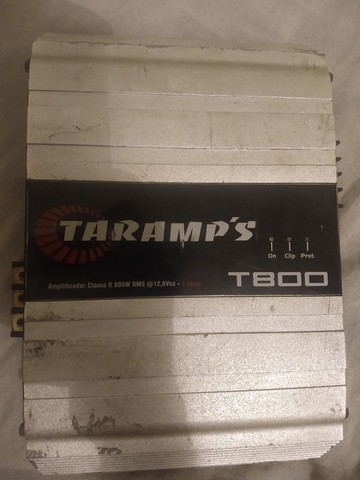 TARAMP'S
On Clip Prot.
T800
Amplificador Classe D 800W RMS @12,6Vcc -